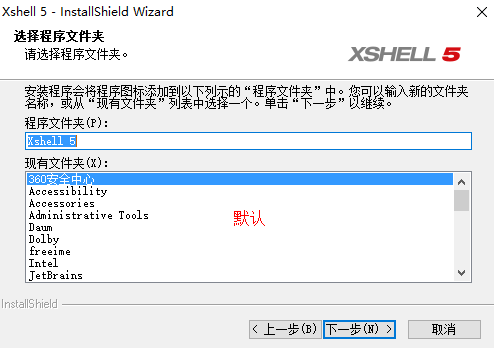 Xshell 5 - InstallShield Wizard
选择程序文件夹
请选择程序文件夹。
XSHELL 5
安装程序会将程序图标添加到以下列示的“程序文件夹”中。您可以输入新的文件夹
名称，或从“现有文件夹”列表中选择一个。单击“下一步”以继续。
程序文件夹(P):
Xshell 5
现有文件夹(X):
360安全中心
Accessibility
Accessories
Administrative Tools
Daum
Dolby
freeime
Intel
JetBrains
默认
InstallShield
< 上一步(B)
下一步(N) >
取消